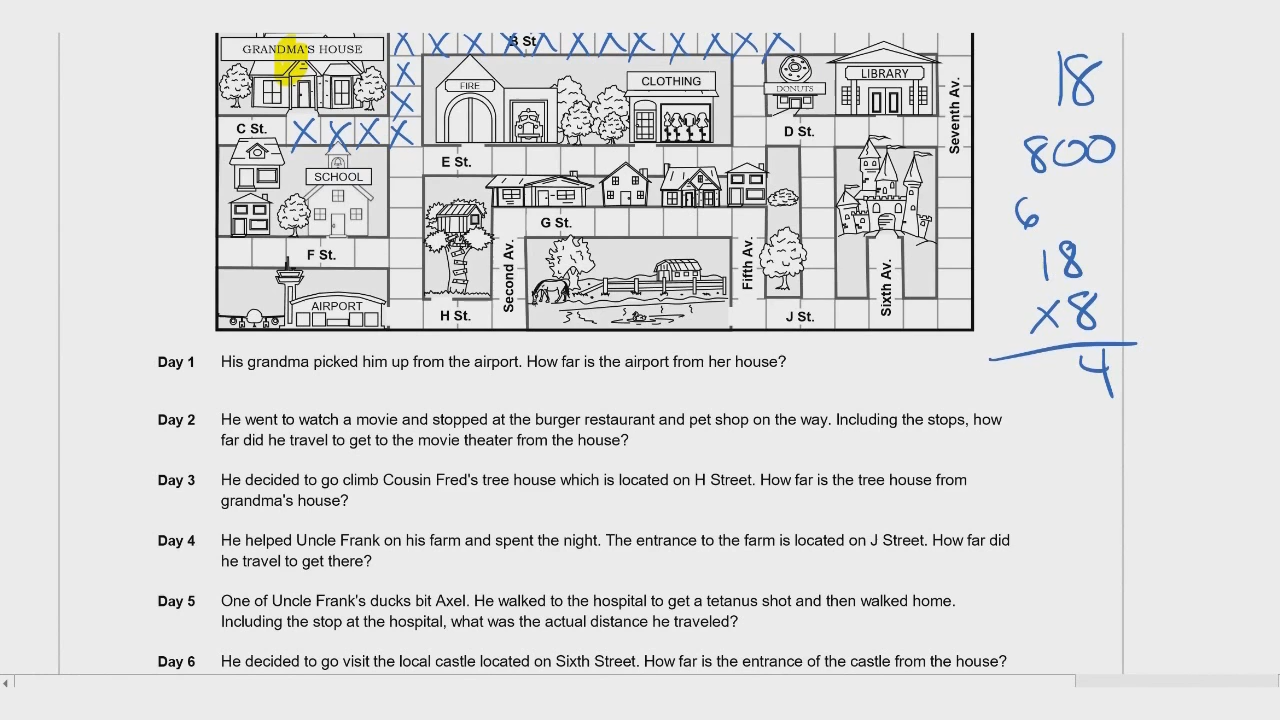 GRANDMA'S HOUSE
X X X X X X X X X X X X
B St.
X
X
X X X X
FIRE
CLOTHING
DONUTS
LIBRARY
Seventh Av.
C St.
D St.
SCHOOL
E St.
G St.
F St.
Second Av.
Fifth Av.
Sixth Av.
AIRPORT
H St.
J St.
18
800
6
18
x8
4
Day 1 His grandma picked him up from the airport. How far is the airport from her house?
Day 2 He went to watch a movie and stopped at the burger restaurant and pet shop on the way. Including the stops, how
far did he travel to get to the movie theater from the house?
Day 3 He decided to go climb Cousin Fred's tree house which is located on H Street. How far is the tree house from
grandma's house?
Day 4 He helped Uncle Frank on his farm and spent the night. The entrance to the farm is located on J Street. How far did
he travel to get there?
Day 5 One of Uncle Frank's ducks bit Axel. He walked to the hospital to get a tetanus shot and then walked home.
Including the stop at the hospital, what was the actual distance he traveled?
Day 6 He decided to go visit the local castle located on Sixth Street. How far is the entrance of the castle from the house?